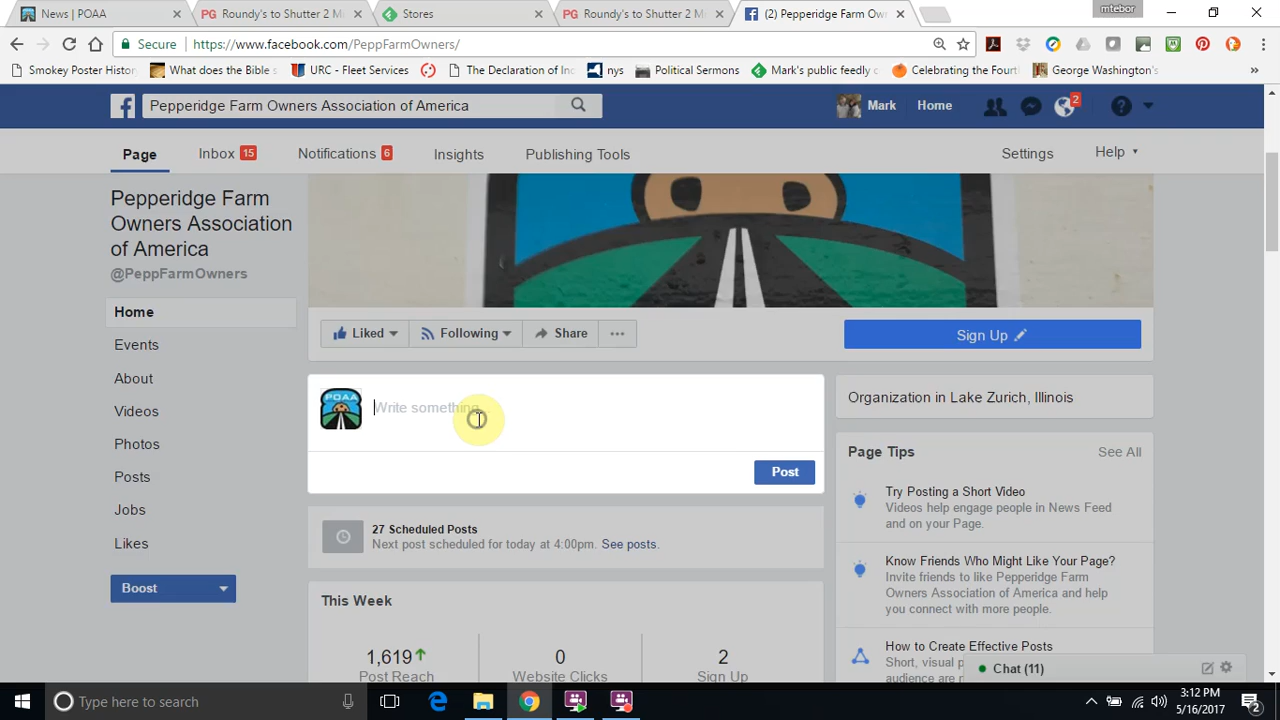 mtebor
News | POAA
Roundy's to Shutter 2 M
Stores
Roundy's to Shutter 2 M
(2) Pepperidge Farm Ow
Secure
https://www.facebook.com/PeppFarmOwners/
Smokey Poster Histor
What does the Bible s
URC - Fleet Services
The Declaration of In
nys
Political Sermons
Mark's public feedly c
Celebrating the Fourt
George Washington's
Pepperidge Farm Owners Association of America
Mark
Home
2
Page
Inbox 15
Notifications 6
Insights
Publishing Tools
Settings
Help
Pepperidge Farm
Owners Association
of America
@PeppFarmOwners
Home
Events
About
Videos
Photos
Posts
Jobs
Likes
Boost
Liked
Following
Share
Sign Up
POAA
Write something...
Post
27 Scheduled Posts
Next post scheduled for today at 4:00pm. See posts.
This Week
1,619
Post Reach
0
Website Clicks
2
Sign Up
Organization in Lake Zurich, Illinois
Page Tips
See All
Try Posting a Short Video
Videos help engage people in News Feed
and on your Page.
Know Friends Who Might Like Your Page?
Invite friends to like Pepperidge Farm
Owners Association of America and help
you connect with more people.
How to Create Effective Posts
Short, visual p
audience are
Chat (11)
Type here to search
3:12 PM
5/16/2017
2